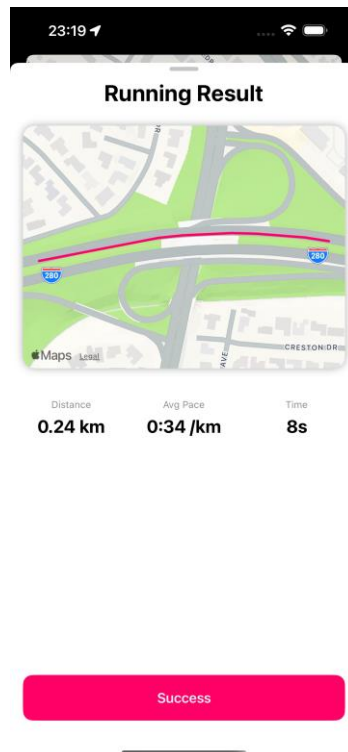 23:19
Running Result
280
280
Maps Legal
CRESTON DR
AVE
Distance Avg Pace Time
0.24 km 0:34 /km 8s
Success